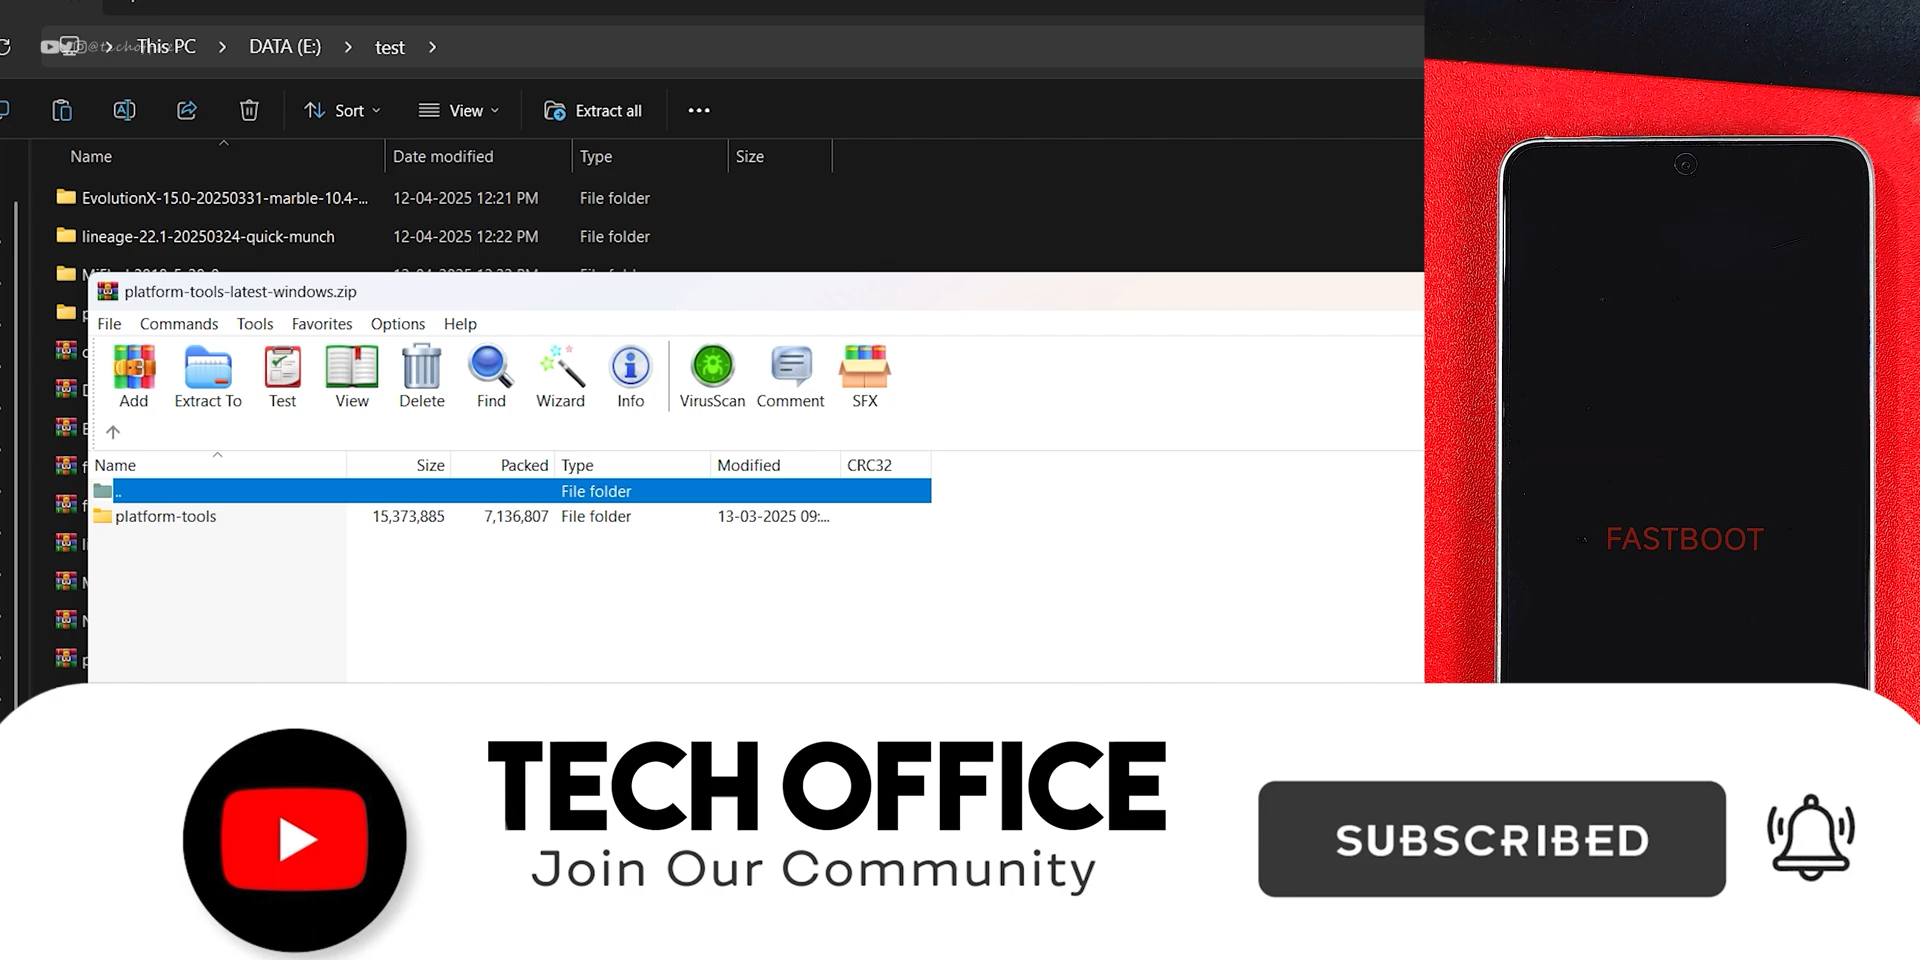 @techoffice
This PC > DATA (E:) > test >
Sort View Extract all
Name Date modified Type Size
EvolutionX-15.0-20250331-marble-10.4-... 12-04-2025 12:21 PM File folder
lineage-22.1-20250324-quick-munch 12-04-2025 12:22 PM File folder
platform-tools-latest-windows.zip
File Commands Tools Favorites Options Help
Add Extract To Test View Delete Find Wizard Info VirusScan Comment SFX
Name Size Packed Type Modified CRC32
.. File folder
platform-tools 15,373,885 7,136,807 File folder 13-03-2025 09:...
FASTBOOT
TECH OFFICE
Join Our Community
SUBSCRIBED